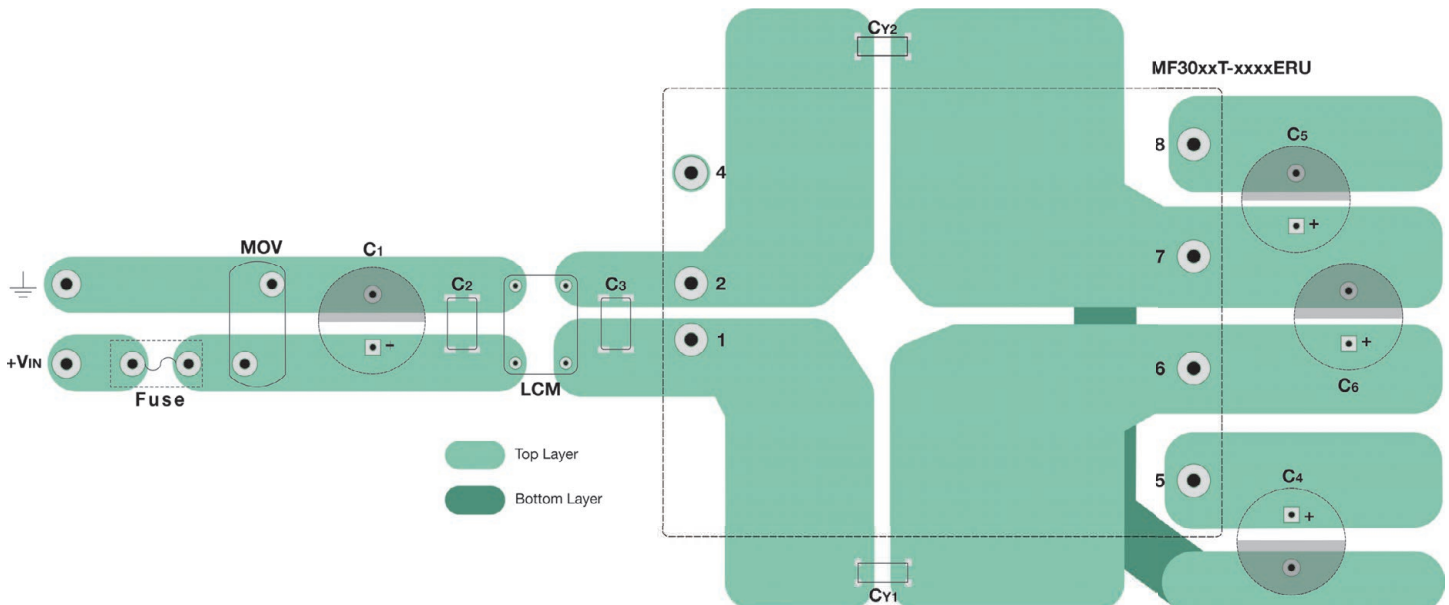 CY2
MF30xxT-xxxxERU
C5
8
4
+
MOV
C1
7
C2
C3
2
1
-
+
+VIN
6
LCM
C6
Fuse
Top Layer
5
C4
Bottom Layer
+
CY1